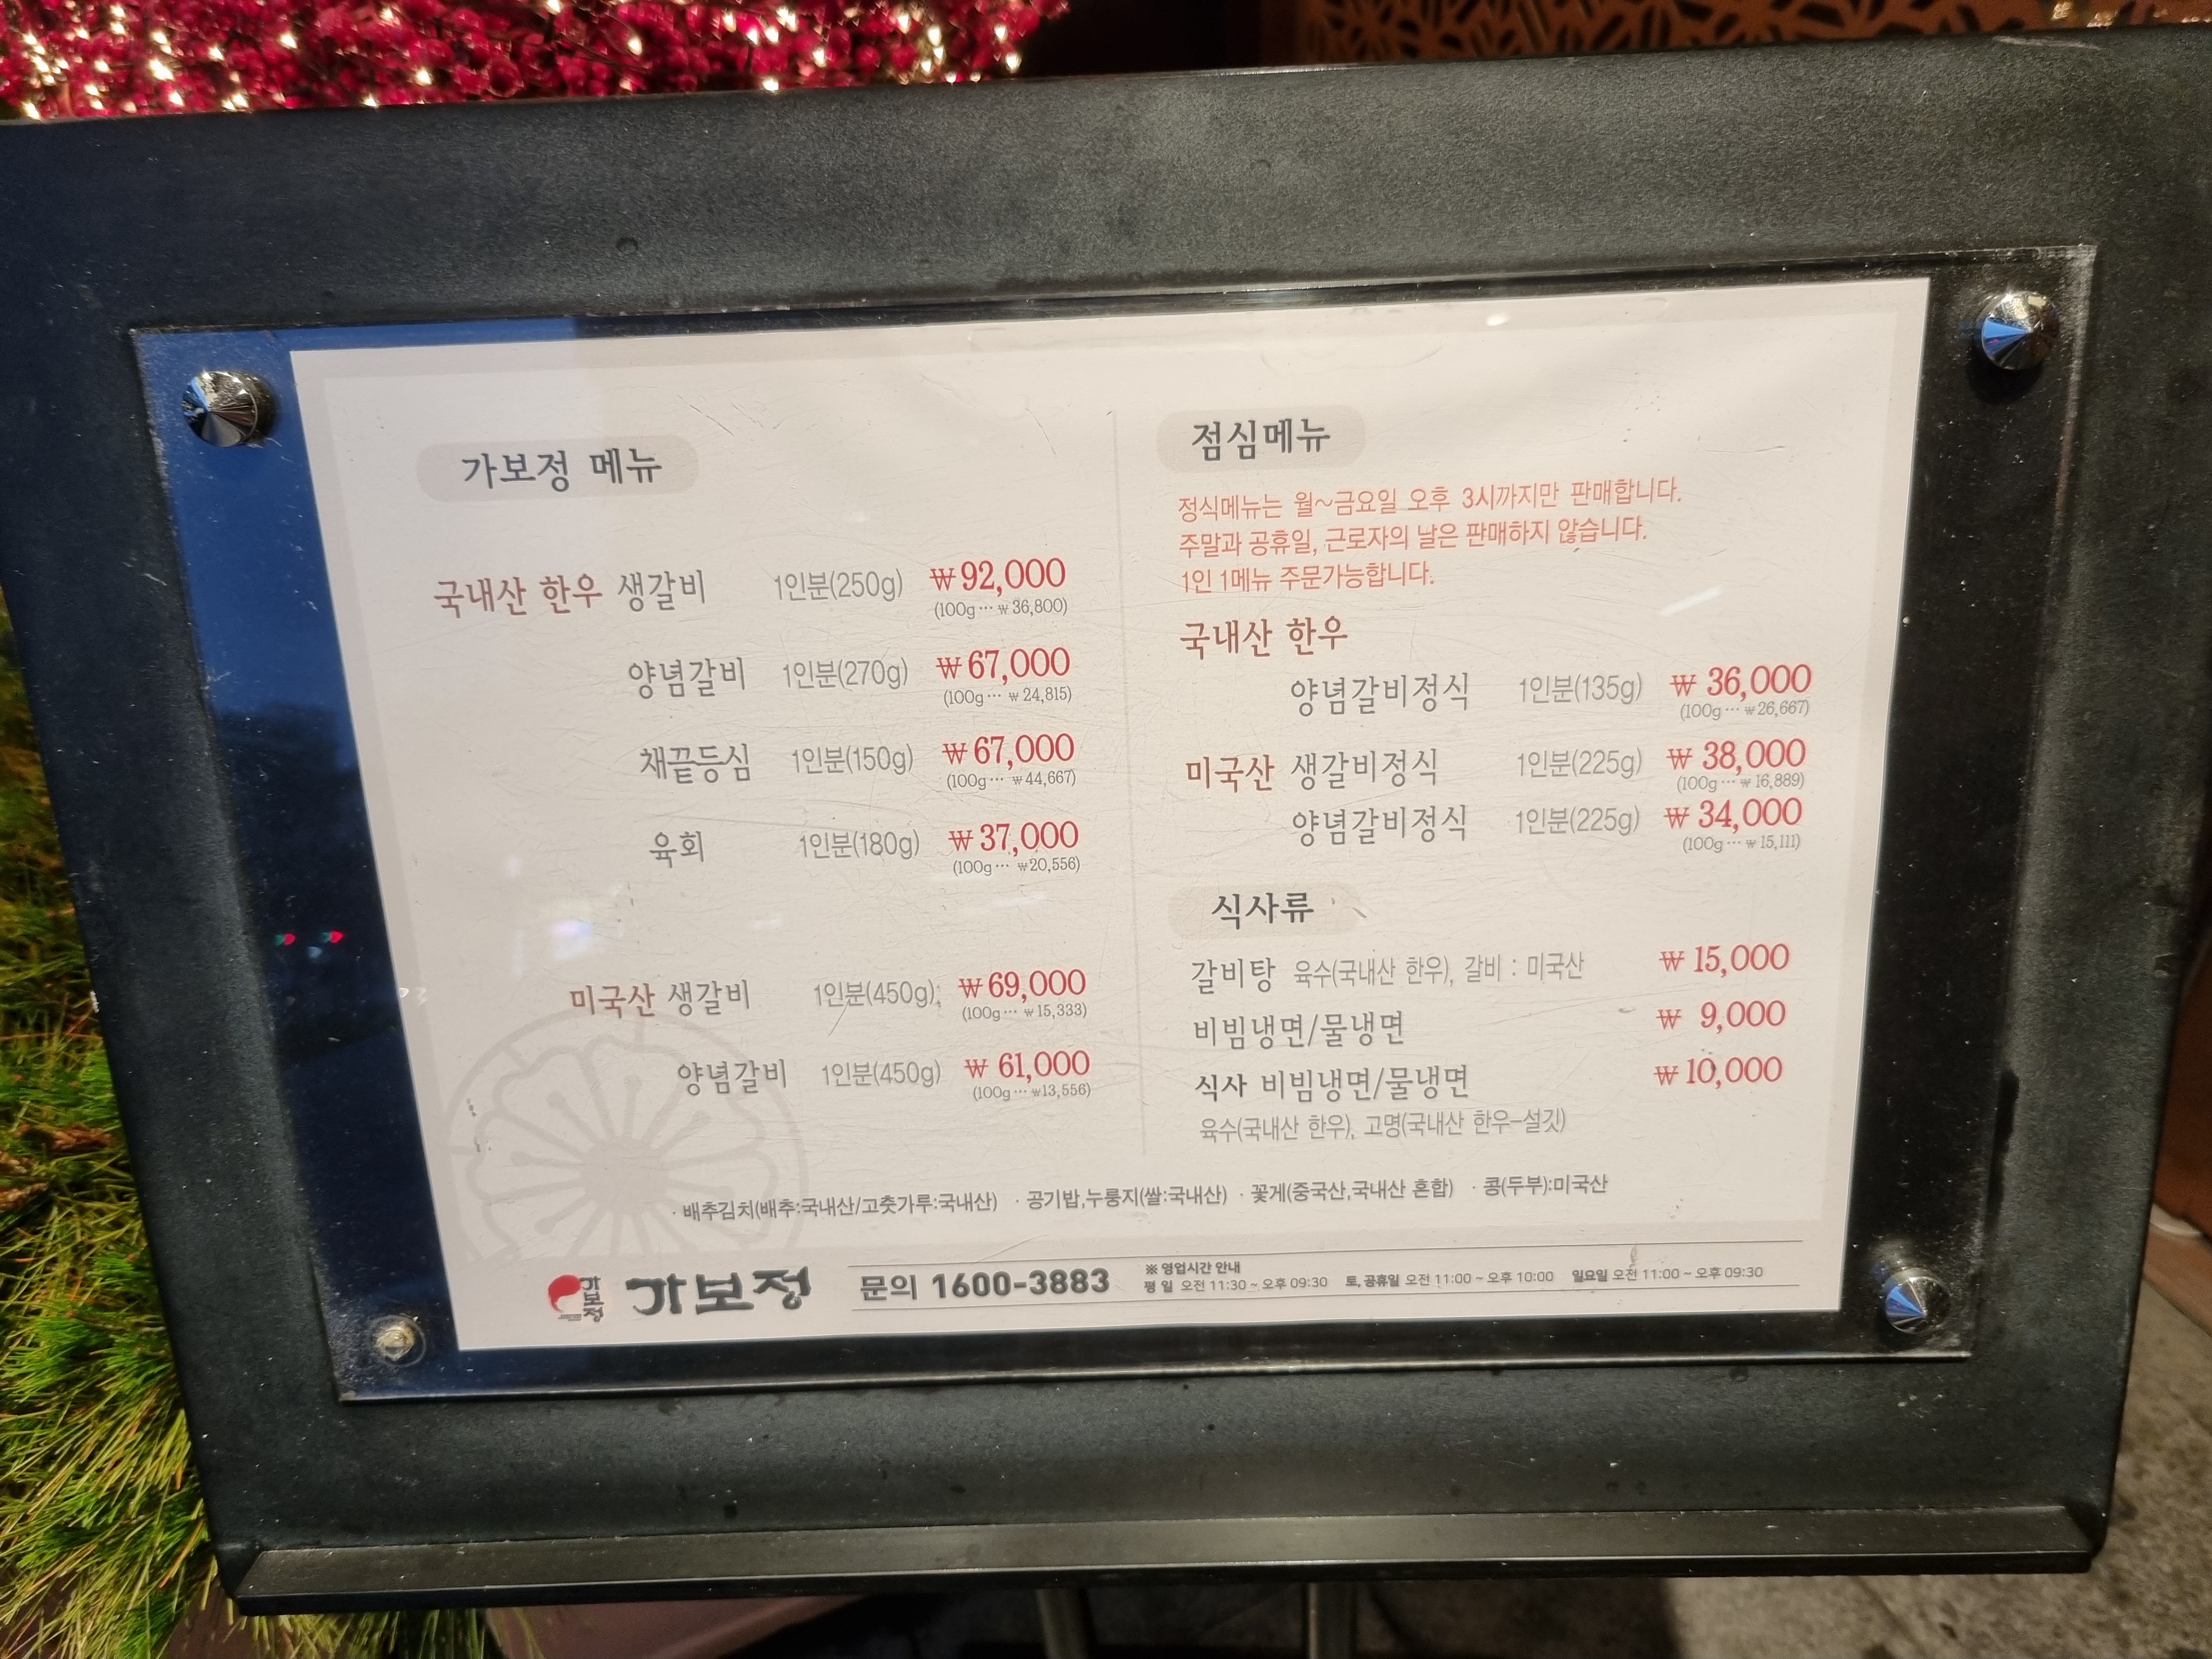 가보정 메뉴
국내산 한우 생갈비 1인분(250g) ₩92,000
(100g … ₩36,800)
양념갈비 1인분(270g) ₩67,000
(100g … ₩24,815)
채끝등심 1인분(150g) ₩67,000
(100g … ₩44,667)
육회 1인분(180g) ₩37,000
(100g … ₩20,556)
미국산 생갈비 1인분(450g) ₩69,000
(100g … ₩15,333)
양념갈비 1인분(450g) ₩61,000
(100g … ₩13,556)
점심메뉴
정식메뉴는 월~금요일 오후 3시까지만 판매합니다.
주말과 공휴일, 근로자의 날은 판매하지 않습니다.
1인 1메뉴 주문가능합니다.
국내산 한우
양념갈비정식 1인분(135g) ₩36,000
(100g … ₩26,667)
미국산 생갈비정식 1인분(225g) ₩38,000
(100g … ₩16,889)
양념갈비정식 1인분(225g) ₩34,000
(100g … ₩15,111)
식사류
갈비탕 육수(국내산 한우), 갈비 : 미국산 ₩15,000
비빔냉면/물냉면 ₩9,000
식사 비빔냉면/물냉면 ₩10,000
육수(국내산 한우), 고명(국내산 한우-설깃)
· 배추김치(배추:국내산/고춧가루:국내산) · 공기밥,누룽지(쌀:국내산) · 꽃게(중국산,국내산 혼합) · 콩(두부):미국산
가보정 가보정 문의 1600-3883
※ 영업시간 안내
평 일 오전 11:30 ~ 오후 09:30 토, 공휴일 오전 11:00 ~ 오후 10:00 일요일 오전 11:00 ~ 오후 09:30